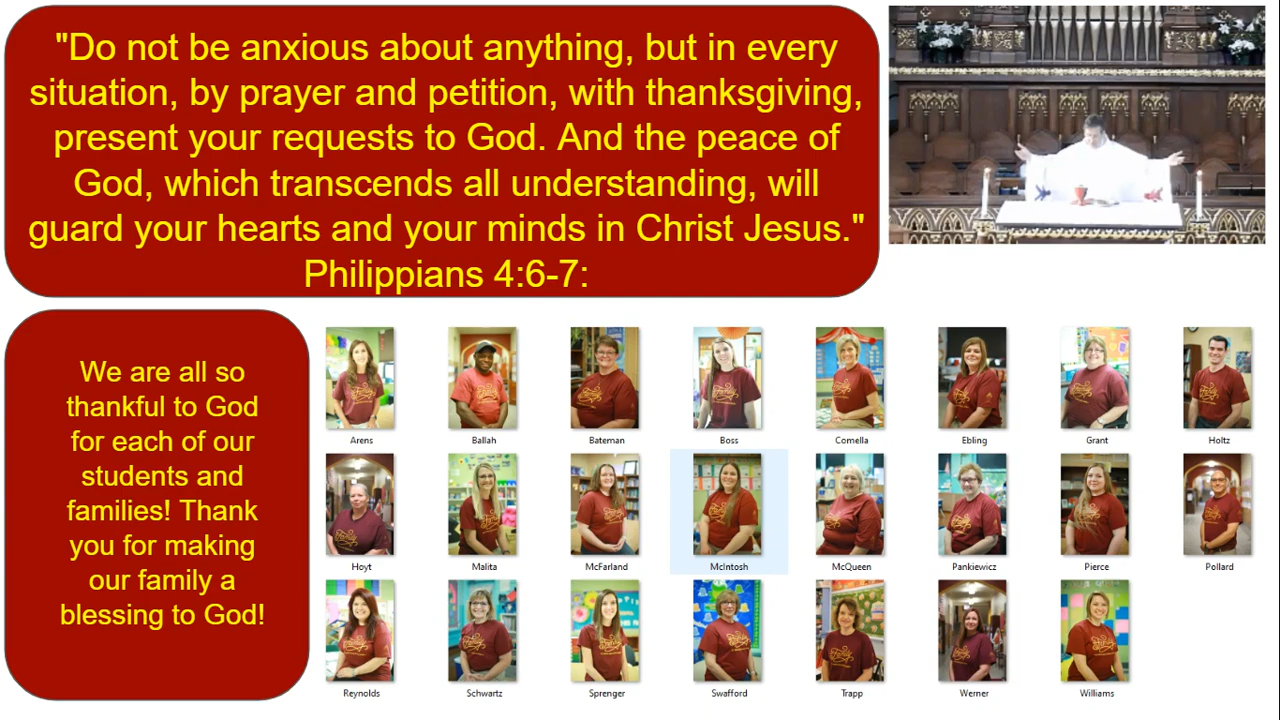 "Do not be anxious about anything, but in every
situation, by prayer and petition, with thanksgiving,
present your requests to God. And the peace of
God, which transcends all understanding, will
guard your hearts and your minds in Christ Jesus."
Philippians 4:6-7:
We are all so
thankful to God
for each of our
students and
families! Thank
you for making
our family a
blessing to God!
Arens Ballah Bateman Boss Comella Ebling Grant Holtz
Hoyt Malita McFarland McIntosh McQueen Pankiewicz Pierce Pollard
Reynolds Schwartz Sprenger Swafford Trapp Werner Williams